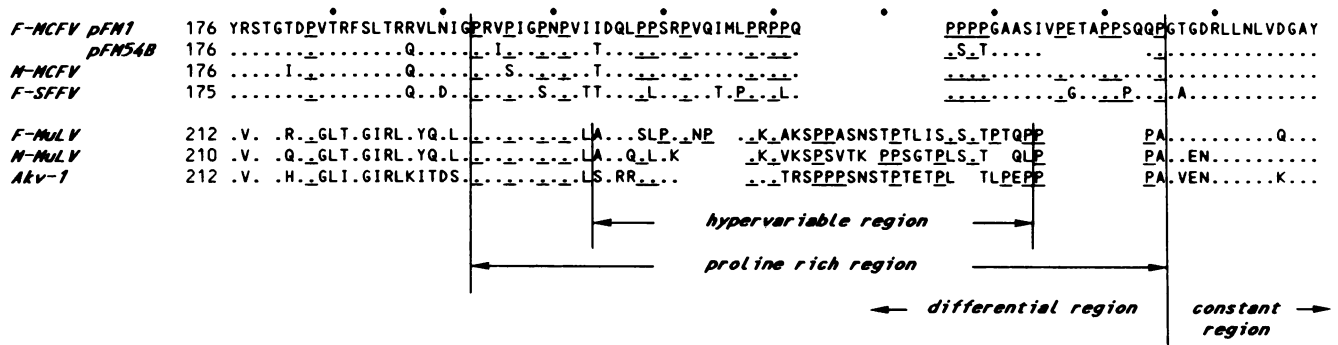 F-MCFV pFM1 176 YRSTGTDPVTRFSLTRRVLNIGPRVPIGPNPVIIDQLPPSRPVQIMLPRPPQ PPPPGAASIVPETAPPSQQPGTGDRLLNLVDGAY
pFM54B 176 ................Q........I.......T.................. .S.T..... ....................
M-MCFV 176 .....I..........Q.........S......T.................. ......................................
F-SFFV 175 ................Q.D........S..TT....L.....T.P...L ...............G....P....A...............
F-MuLV 212 .V. .R..GLT.GIRL.YQ.L...........LA...SLP..NP ..K.AKSPPASNSTPTLIS.S.TPTQPP PA.........Q...
M-MuLV 210 .V. .Q..GLT.GIRL.YQ.L...........LA..Q.L.K ..K.VKSPSVTK PPSGTPLS.T QLP PA..EN..........
Akv-1 212 .V. .H..GLI.GIRLKITDS...........LS.RR... ...TRSPPPSNSTPTETPL TLPEPP PA.VEN......K...
hypervariable region
proline rich region
differential region constant
region